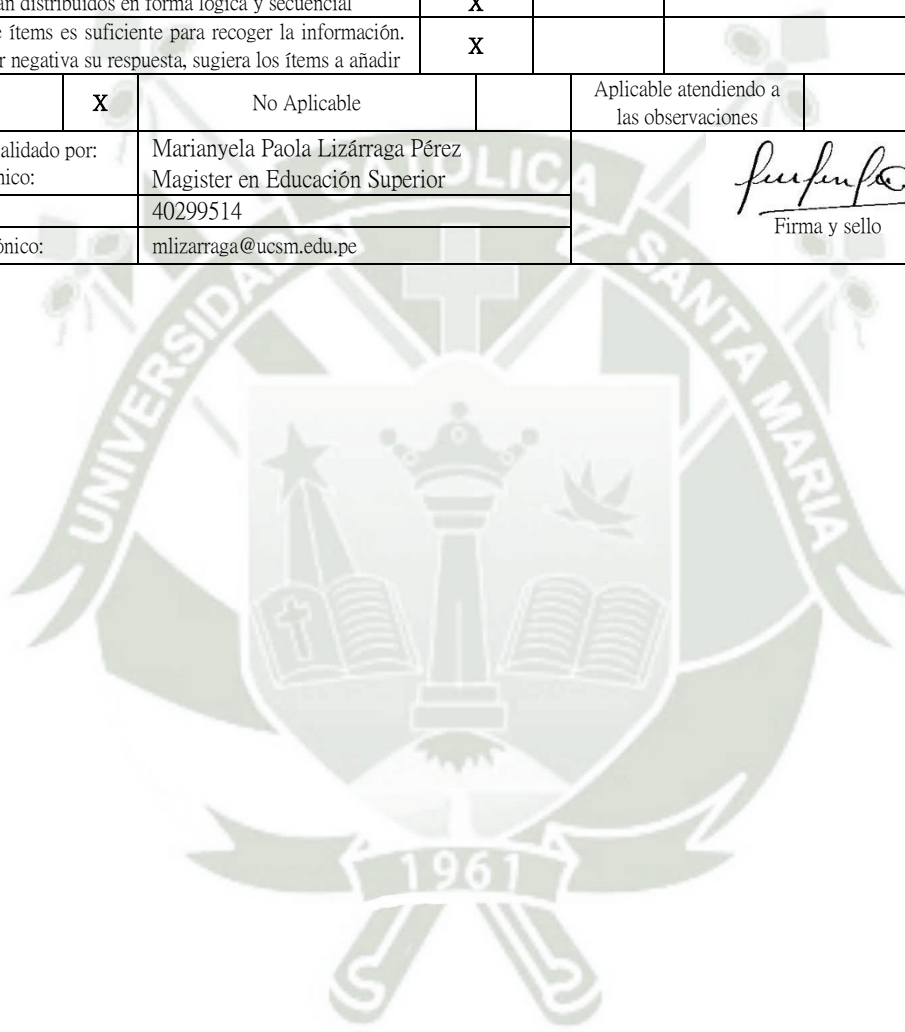 án distribuidos en forma lógica y secuencial X
e ítems es suficiente para recoger la información. X
r negativa su respuesta, sugiera los ítems a añadir
X No Aplicable Aplicable atendiendo a
las observaciones
alidado por: Marianyela Paola Lizárraga Pérez
nico: Magister en Educación Superior
40299514
ónico: mlizarraga@ucsm.edu.pe
Firma y sello
UNIVERSIDAD CATOLICA SANTA MARIA
1961